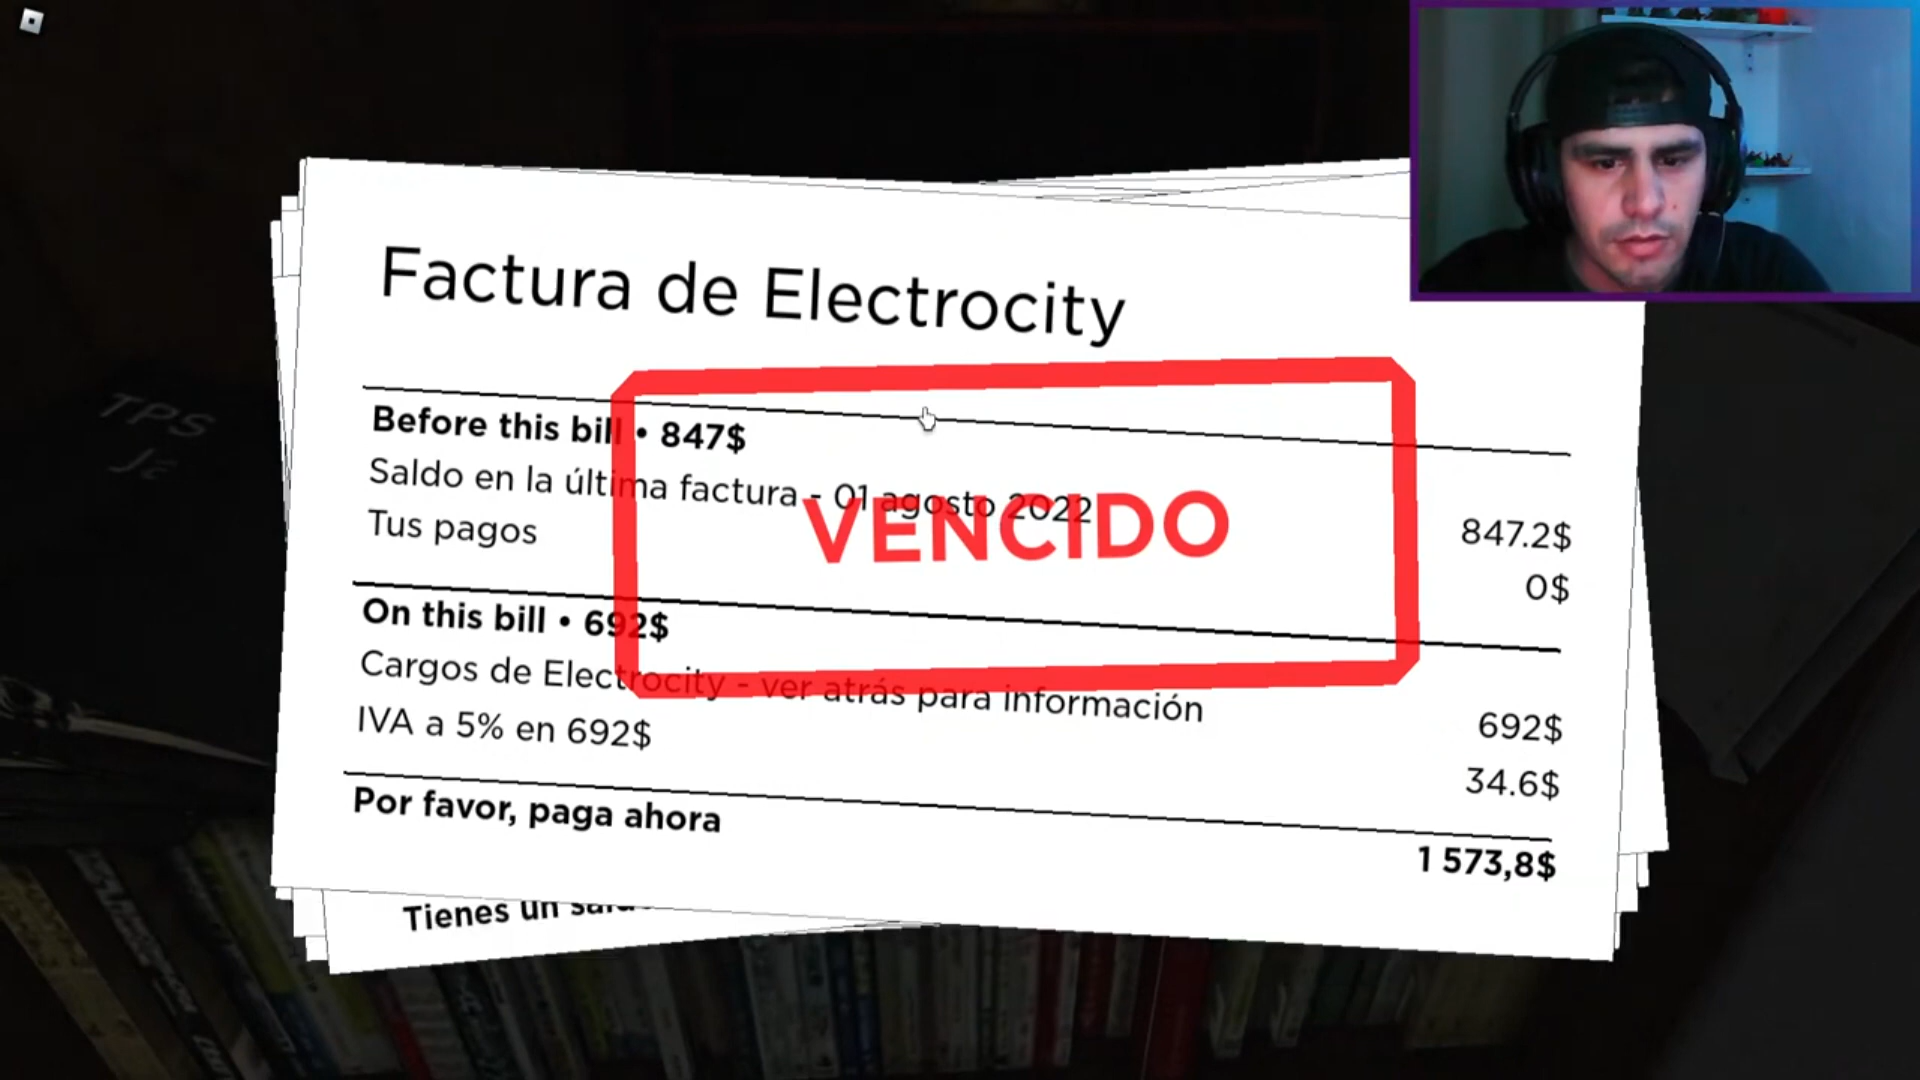 Factura de Electrocity
Before this bill • 847$
Saldo en la última factura - 01 agosto 2022
847.2$
Tus pagos
0$
VENCIDO
On this bill • 692$
Cargos de Electrocity - ver atrás para información
692$
IVA a 5% en 692$
34.6$
Por favor, paga ahora
1 573,8$
Tienes un
TPS